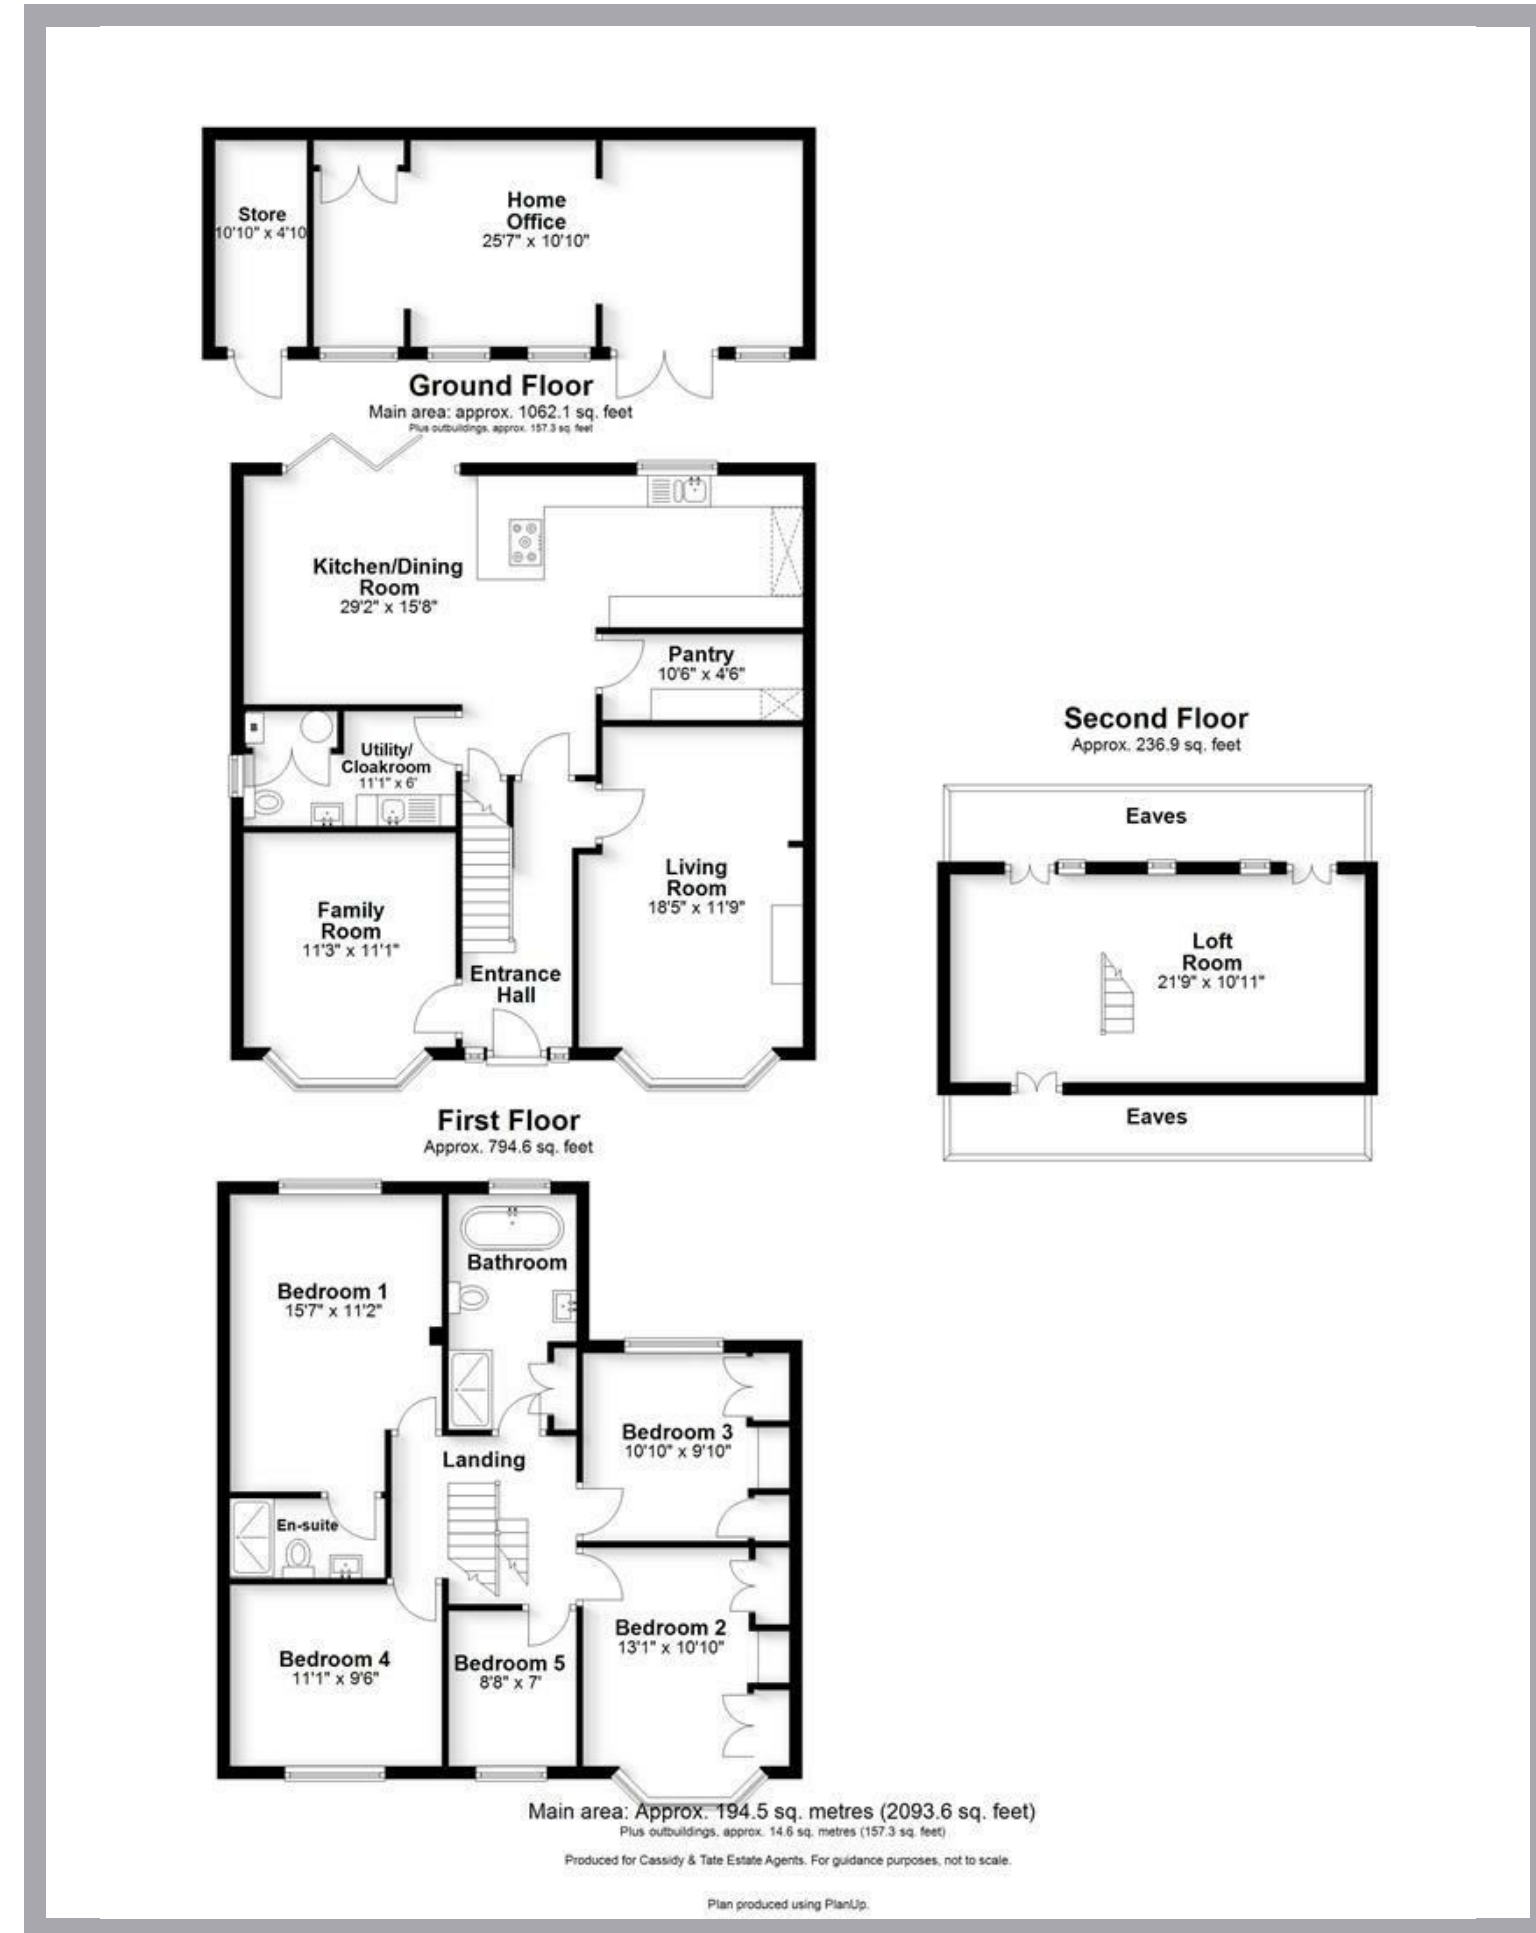 Store
10'10" x 4'10
Home
Office
25'7" x 10'10"
Ground Floor
Main area: approx. 1062.1 sq. feet
Plus outbuildings, approx. 157.3 sq. feet
Kitchen/Dining
Room
29'2" x 15'8"
Pantry
10'6" x 4'6"
Utility/
Cloakroom
11'1" x 6'
B
Family
Room
11'3" x 11'1"
Entrance
Hall
Living
Room
18'5" x 11'9"
Second Floor
Approx. 236.9 sq. feet
Eaves
Loft
Room
21'9" x 10'11"
Eaves
First Floor
Approx. 794.6 sq. feet
Bedroom 1
15'7" x 11'2"
Bathroom
Bedroom 3
10'10" x 9'10"
Landing
En-suite
Bedroom 4
11'1" x 9'6"
Bedroom 5
8'8" x 7'
Bedroom 2
13'1" x 10'10"
Main area: Approx. 194.5 sq. metres (2093.6 sq. feet)
Plus outbuildings, approx. 14.6 sq. metres (157.3 sq. feet)
Produced for Cassidy & Tate Estate Agents. For guidance purposes, not to scale.
Plan produced using PlanUp.